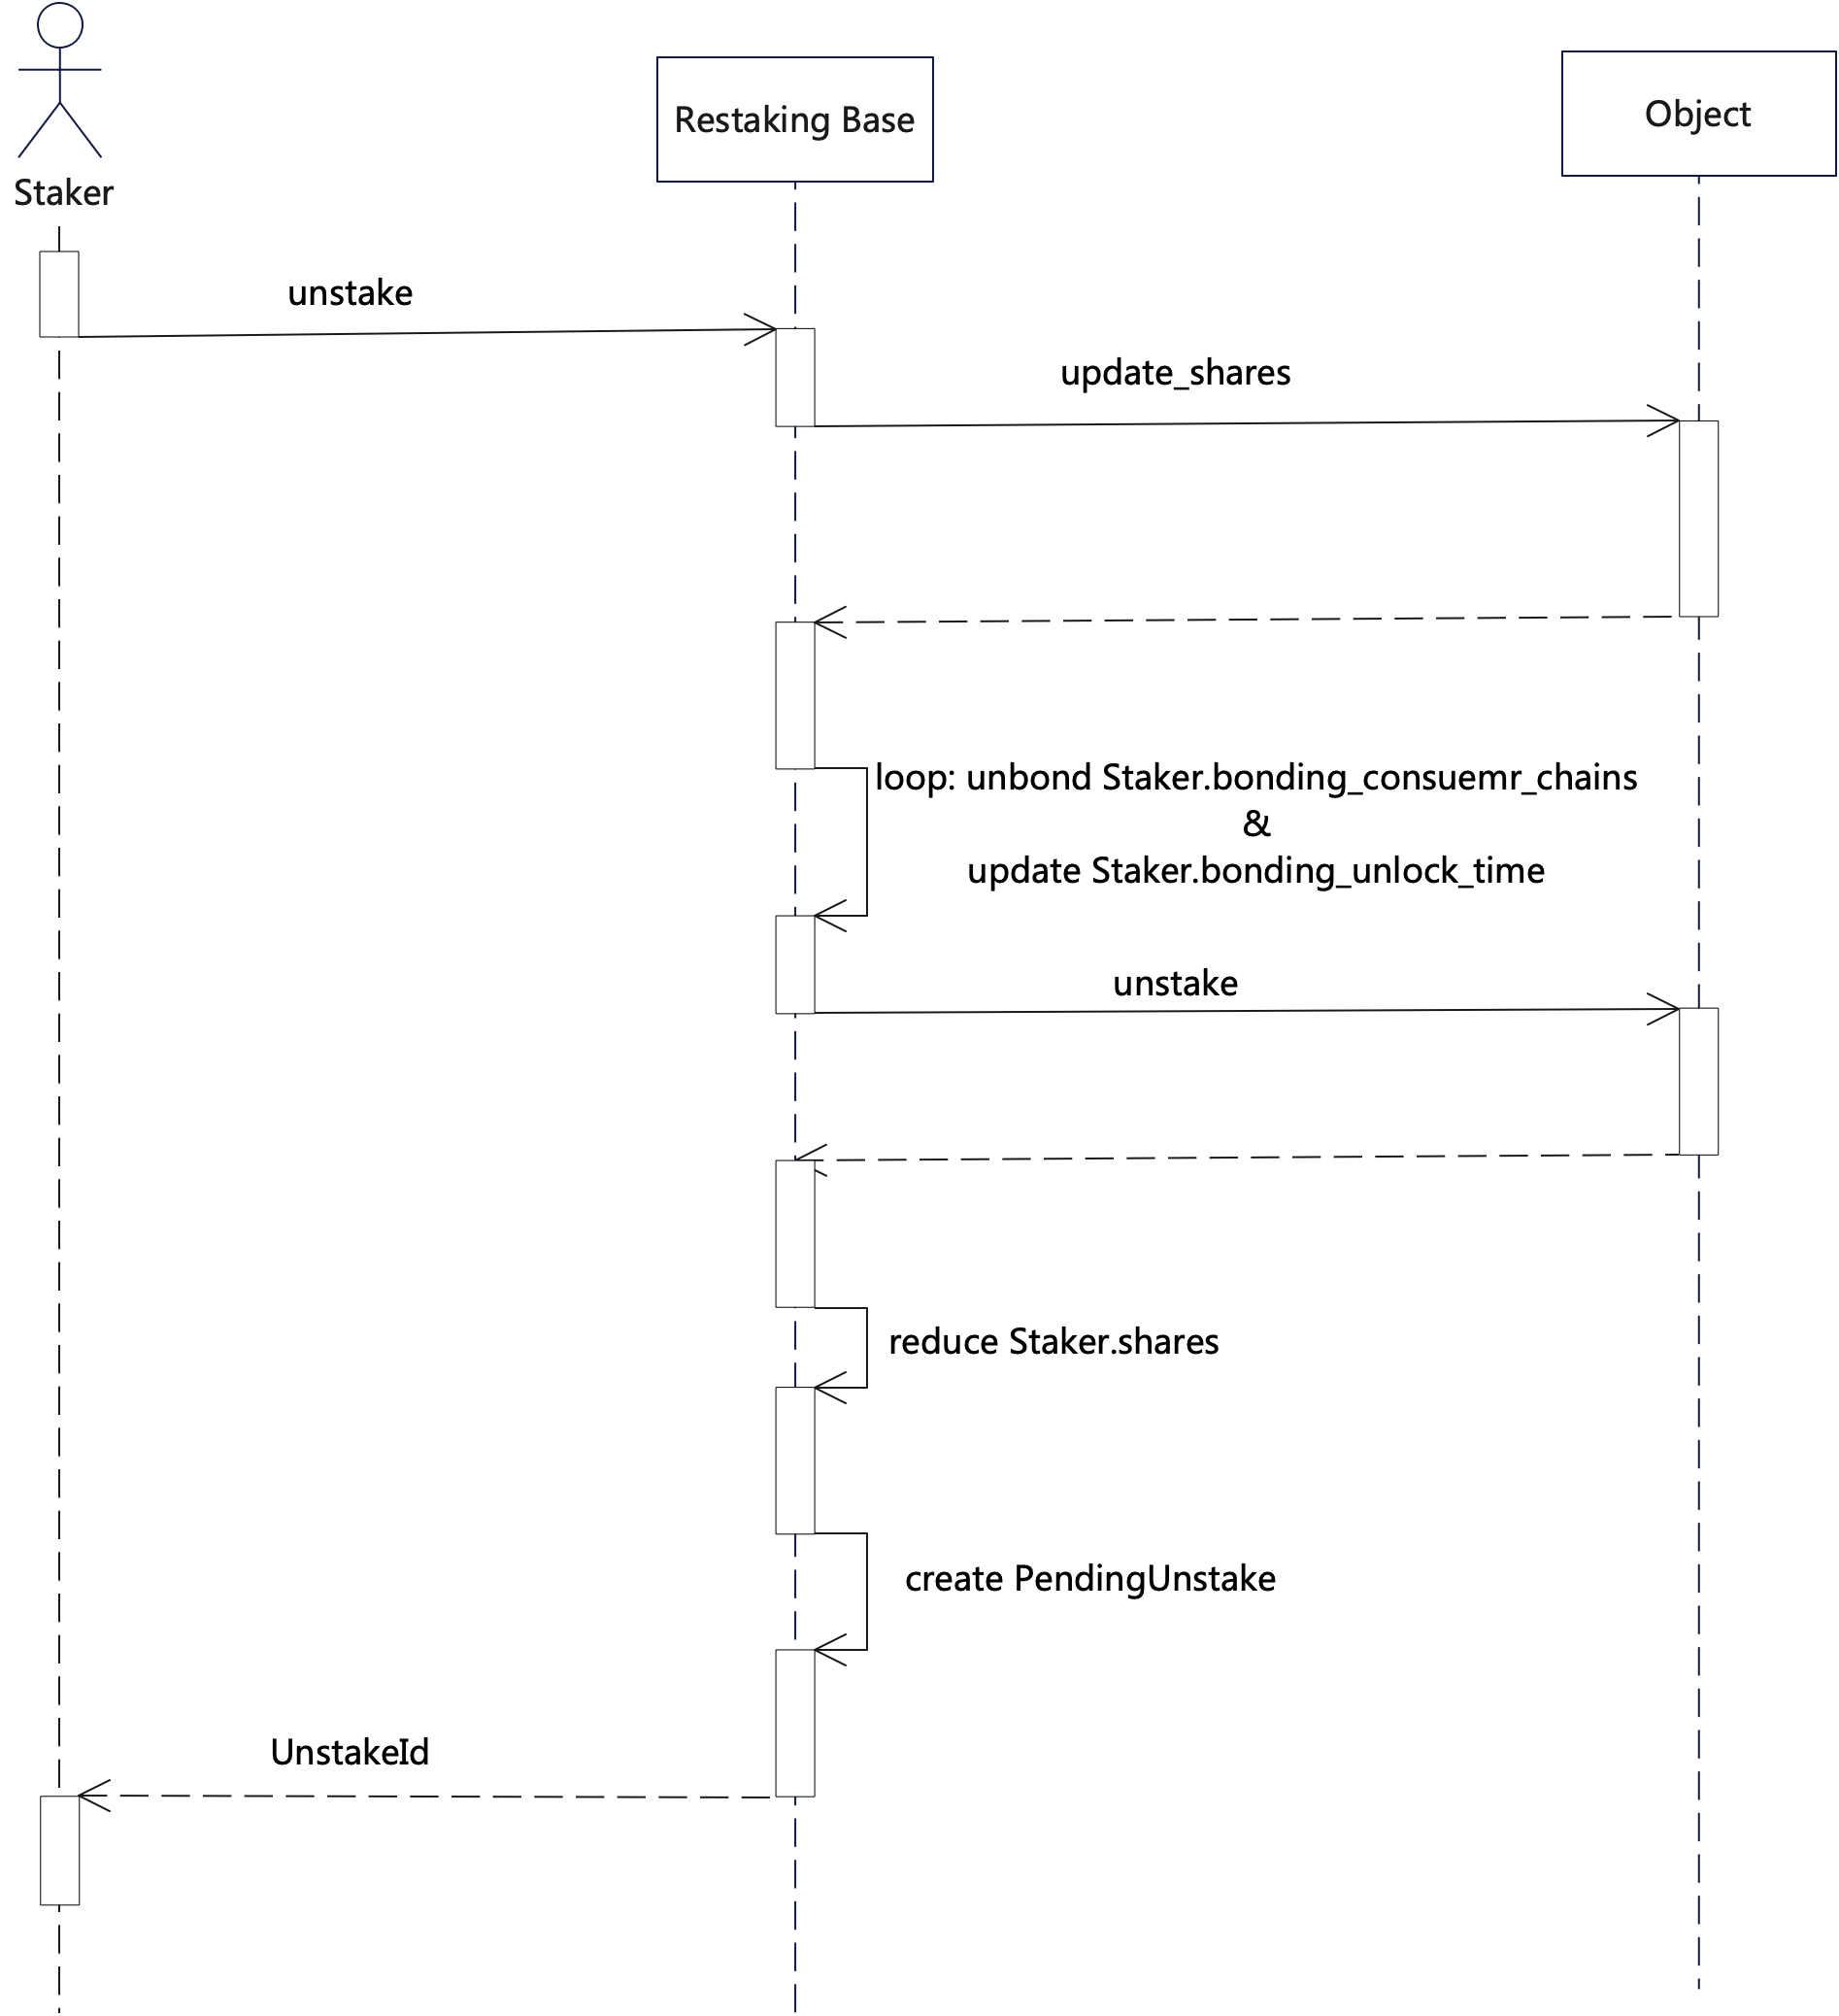 Staker
Restaking Base
Object
unstake
update_shares
loop: unbond Staker.bonding_consuemr_chains
&
update Staker.bonding_unlock_time
unstake
reduce Staker.shares
create PendingUnstake
UnstakeId